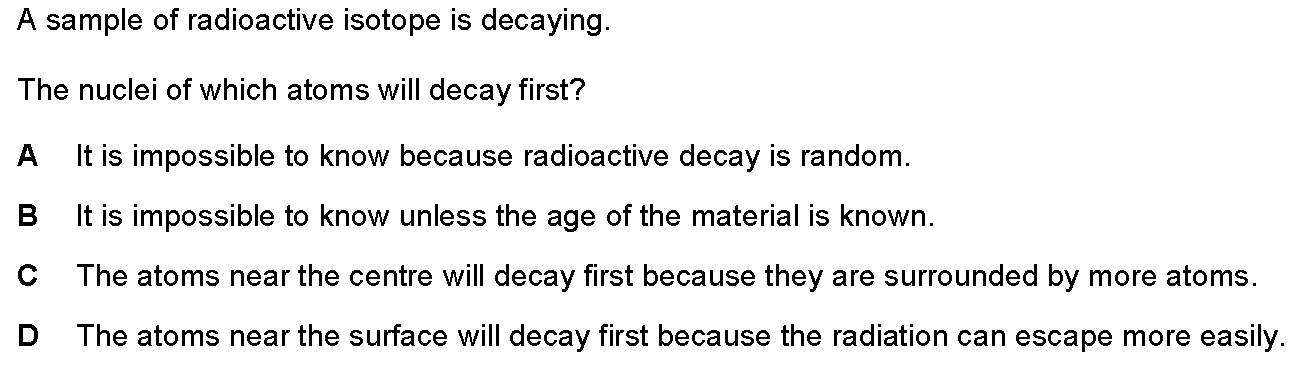 A sample of radioactive isotope is decaying.
The nuclei of which atoms will decay first?
A It is impossible to know because radioactive decay is random.
B It is impossible to know unless the age of the material is known.
C The atoms near the centre will decay first because they are surrounded by more atoms.
D The atoms near the surface will decay first because the radiation can escape more easily.